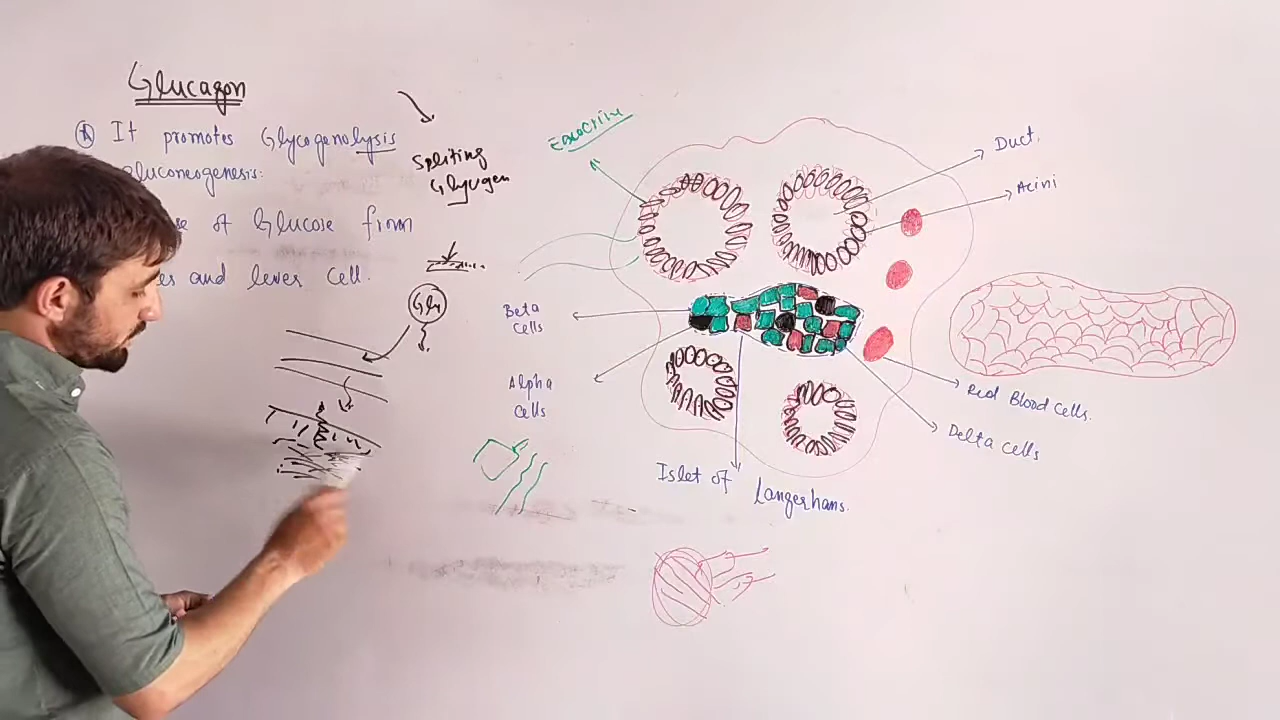 Glucagon
It promotes Glycogenolysis
gluconeogenesis:
of Glucose from
and lever cell.
Spliting
Glycogen
Exocrine
Duct.
Acini
Beta
Cells
Alpha
Cells
Red Blood Cells.
Delta cells
Islet of
Langerhans.